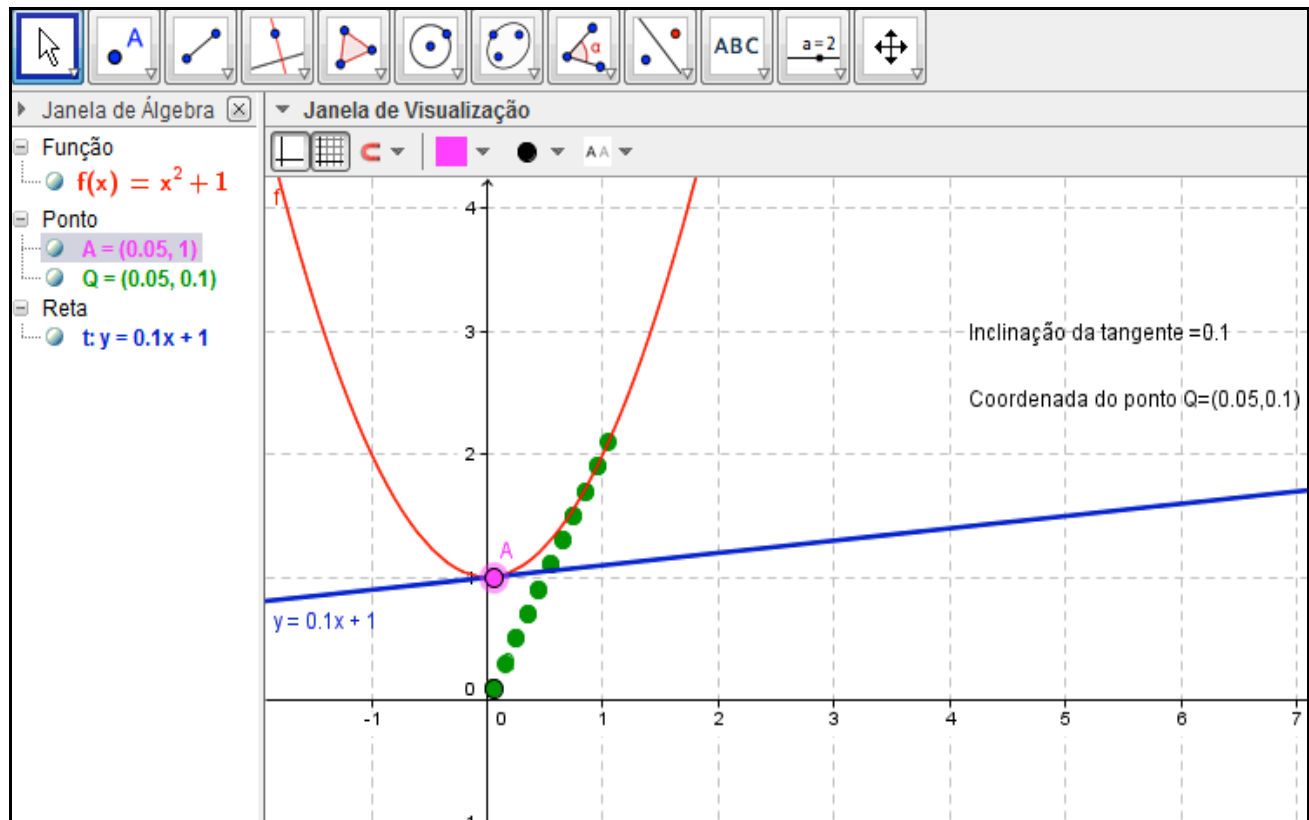 A α ABC a=2
Janela de Álgebra
Função
f(x) = x² + 1
Ponto
A = (0.05, 1)
Q = (0.05, 0.1)
Reta
t: y = 0.1x + 1
Janela de Visualização
A A
f
4
3
2
1
0
-1
-1 0 1 2 3 4 5 6 7
Inclinação da tangente =0.1
Coordenada do ponto Q=(0.05,0.1)
A
y = 0.1x + 1